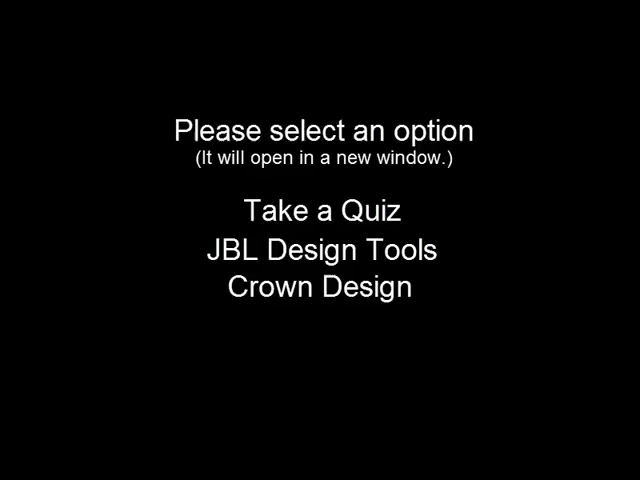 Please select an option
(It will open in a new window.)
Take a Quiz
JBL Design Tools
Crown Design